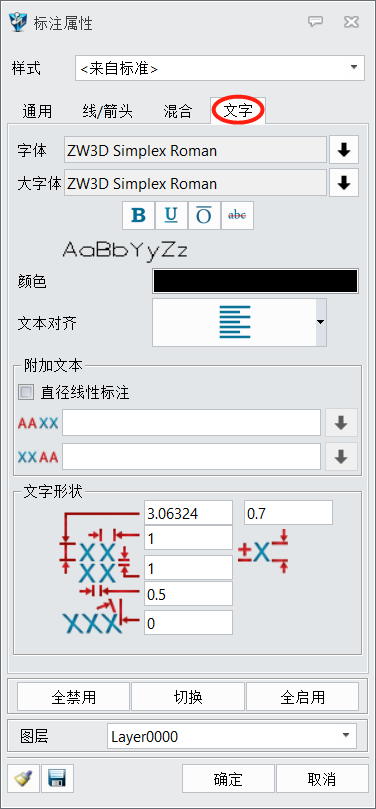 标注属性
样式 <来自标准>
通用 线/箭头 混合 文字
字体 ZW3D Simplex Roman
大字体 ZW3D Simplex Roman
B U O abc
AaBbYyZz
颜色
文本对齐
附加文本
直径线性标注
AAXX
XXAA
文字形状
3.06324 0.7
1
XX ±X
XX 1
0.5
XXX 0
全禁用 切换 全启用
图层 Layer0000
确定 取消